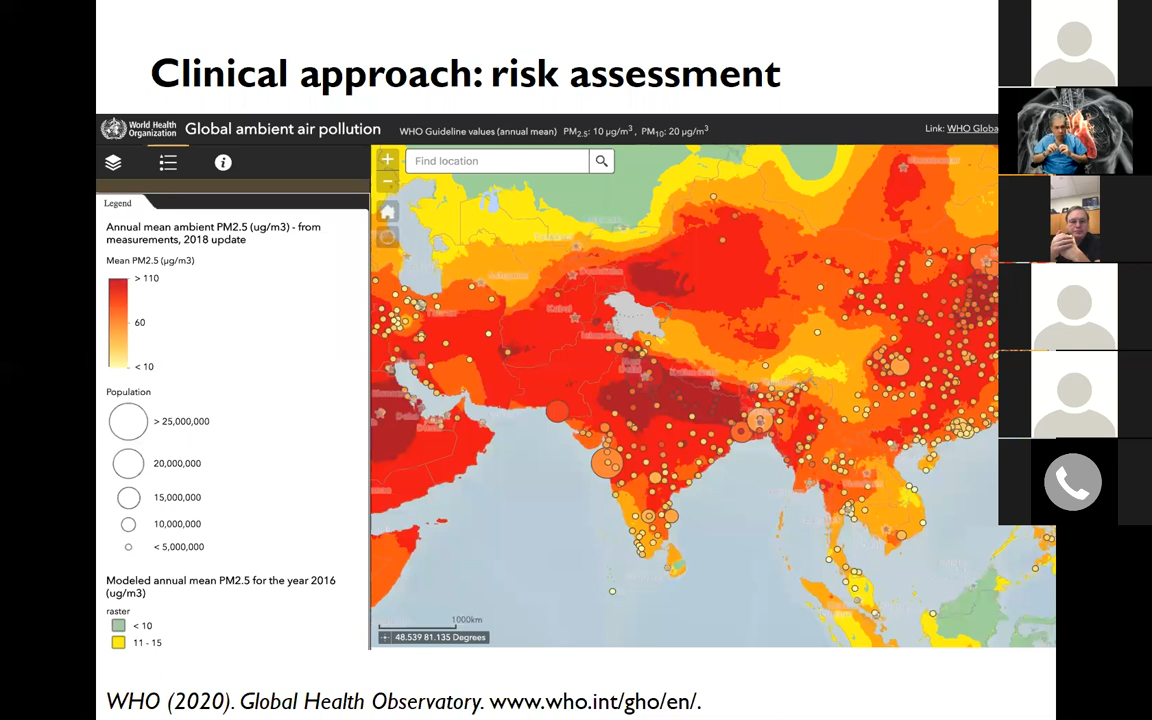 Clinical approach: risk assessment
World Health
Organization
Global ambient air pollution
WHO Guideline values (annual mean) PM2.5: 10 µg/m³ , PM10: 20 µg/m³
Link: WHO Globa
Find location
Legend
Annual mean ambient PM2.5 (ug/m3) - from
measurements, 2018 update
Mean PM2.5 (µg/m3)
> 110
60
< 10
Population
> 25,000,000
20,000,000
15,000,000
10,000,000
< 5,000,000
Modeled annual mean PM2.5 for the year 2016
(ug/m3)
raster
< 10
11 - 15
1000km
48.539 81.135 Degrees
WHO (2020). Global Health Observatory. www.who.int/gho/en/.